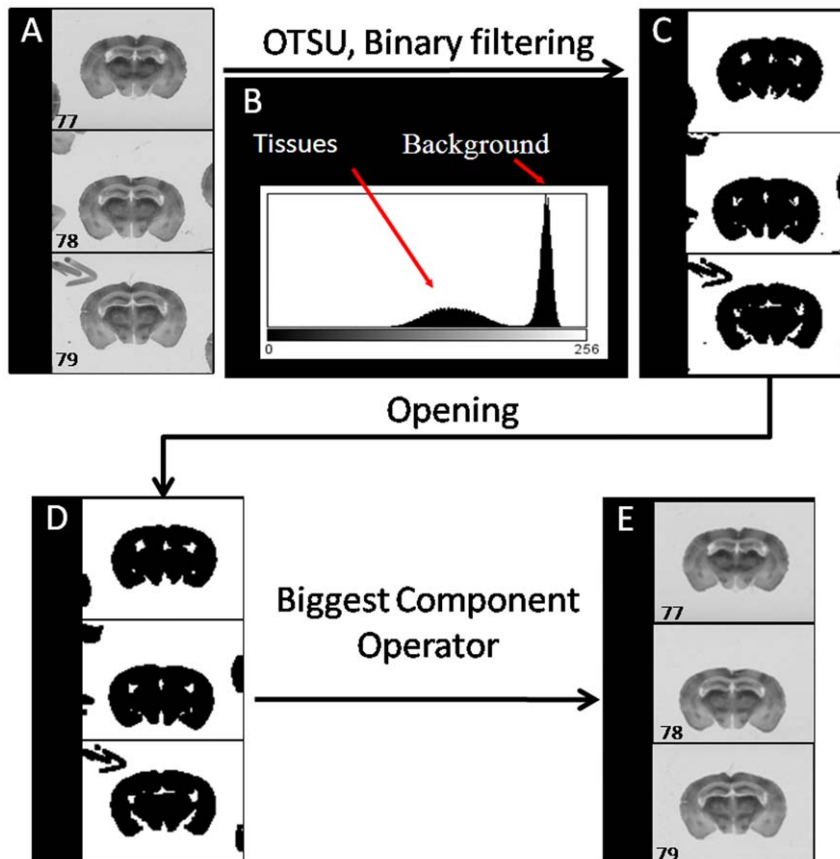 A
77
78
79
OTSU, Binary filtering
B
Tissues
Background
0
256
C
Opening
D
Biggest Component
Operator
E
77
78
79